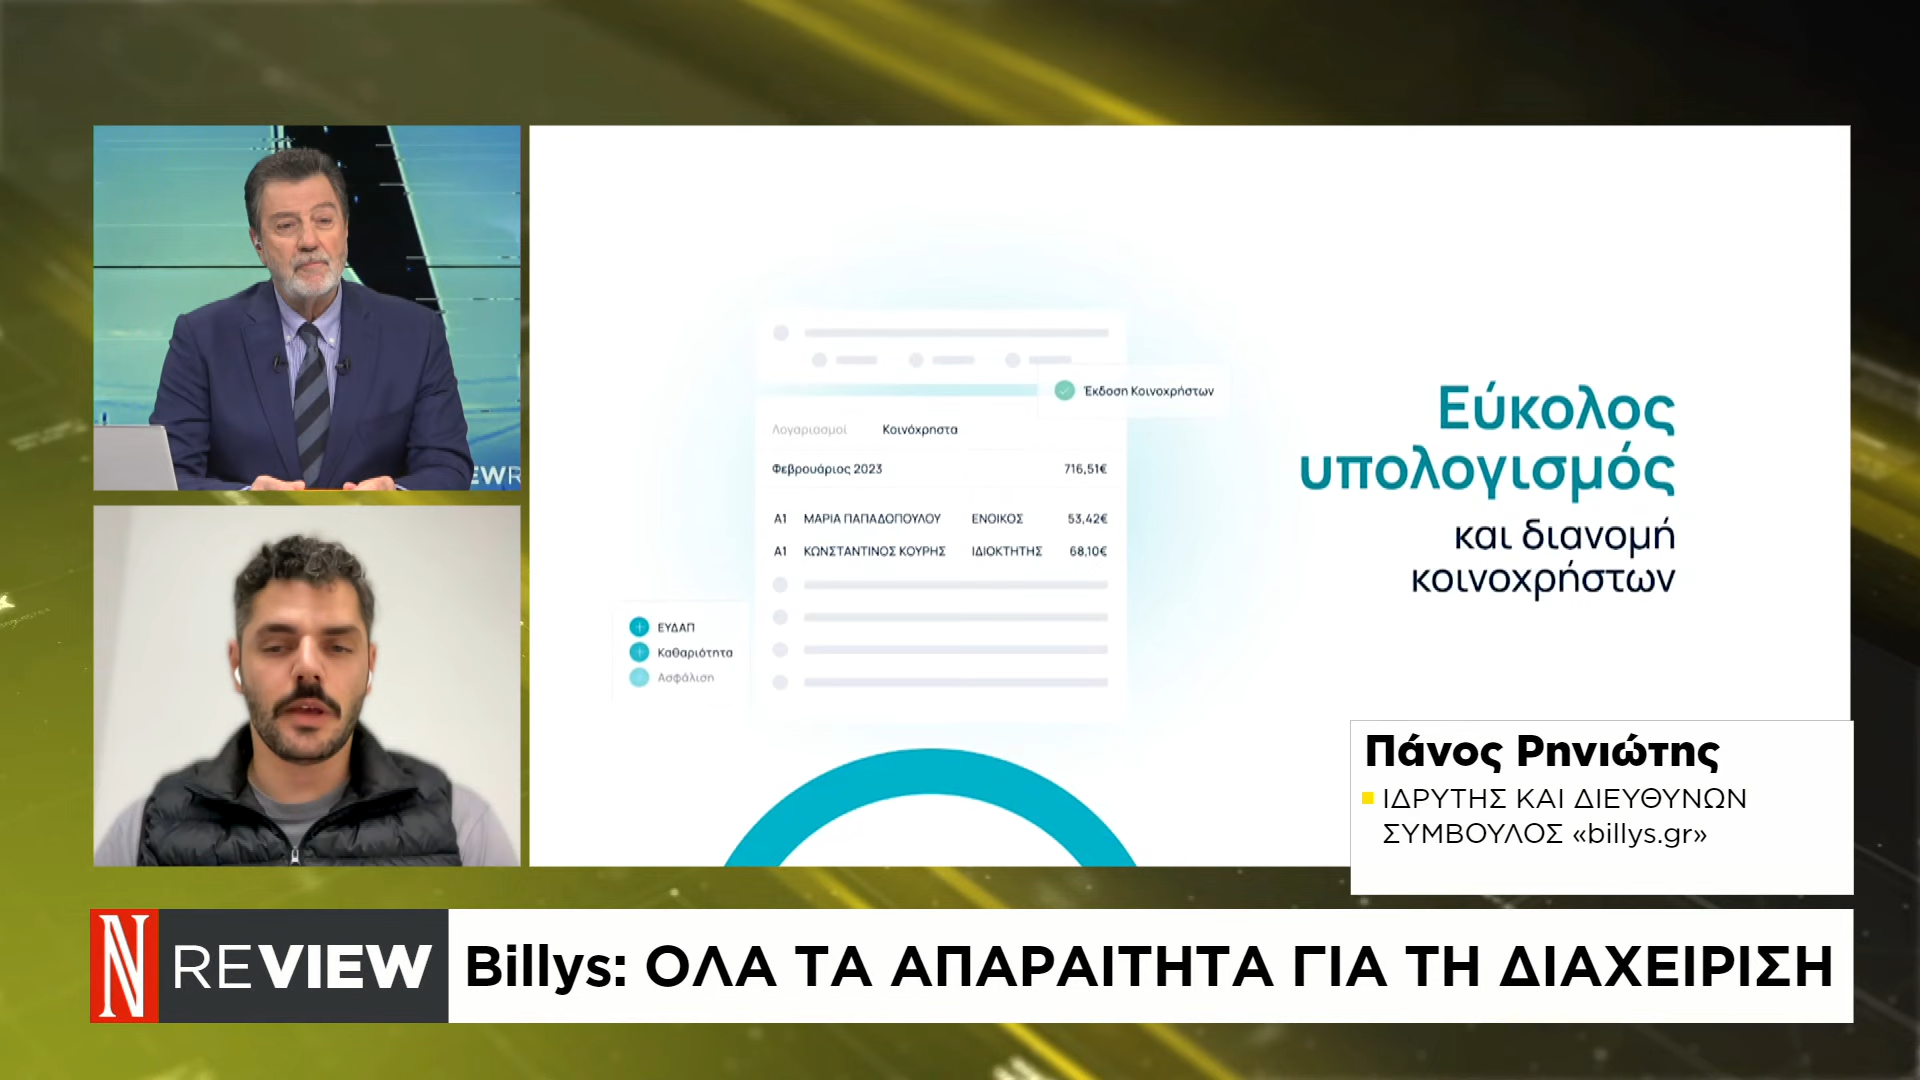 EWR
Έκδοση Κοινοχρήστων
Λογαριασμοί Κοινόχρηστα
Φεβρουάριος 2023 716,51€
Α1 ΜΑΡΙΑ ΠΑΠΑΔΟΠΟΥΛΟΥ ΕΝΟΙΚΟΣ 53,42€
Α1 ΚΩΝΣΤΑΝΤΙΝΟΣ ΚΟΥΡΗΣ ΙΔΙΟΚΤΗΤΗΣ 68,10€
ΕΥΔΑΠ
Καθαριότητα
Ασφάλιση
Εύκολος
υπολογισμός
και διανομή
κοινοχρήστων
Πάνος Ρηνιώτης
ΙΔΡΥΤΗΣ ΚΑΙ ΔΙΕΥΘΥΝΩΝ
ΣΥΜΒΟΥΛΟΣ «billys.gr»
N REVIEW
Billys: ΟΛΑ ΤΑ ΑΠΑΡΑΙΤΗΤΑ ΓΙΑ ΤΗ ΔΙΑΧΕΙΡΙΣΗ